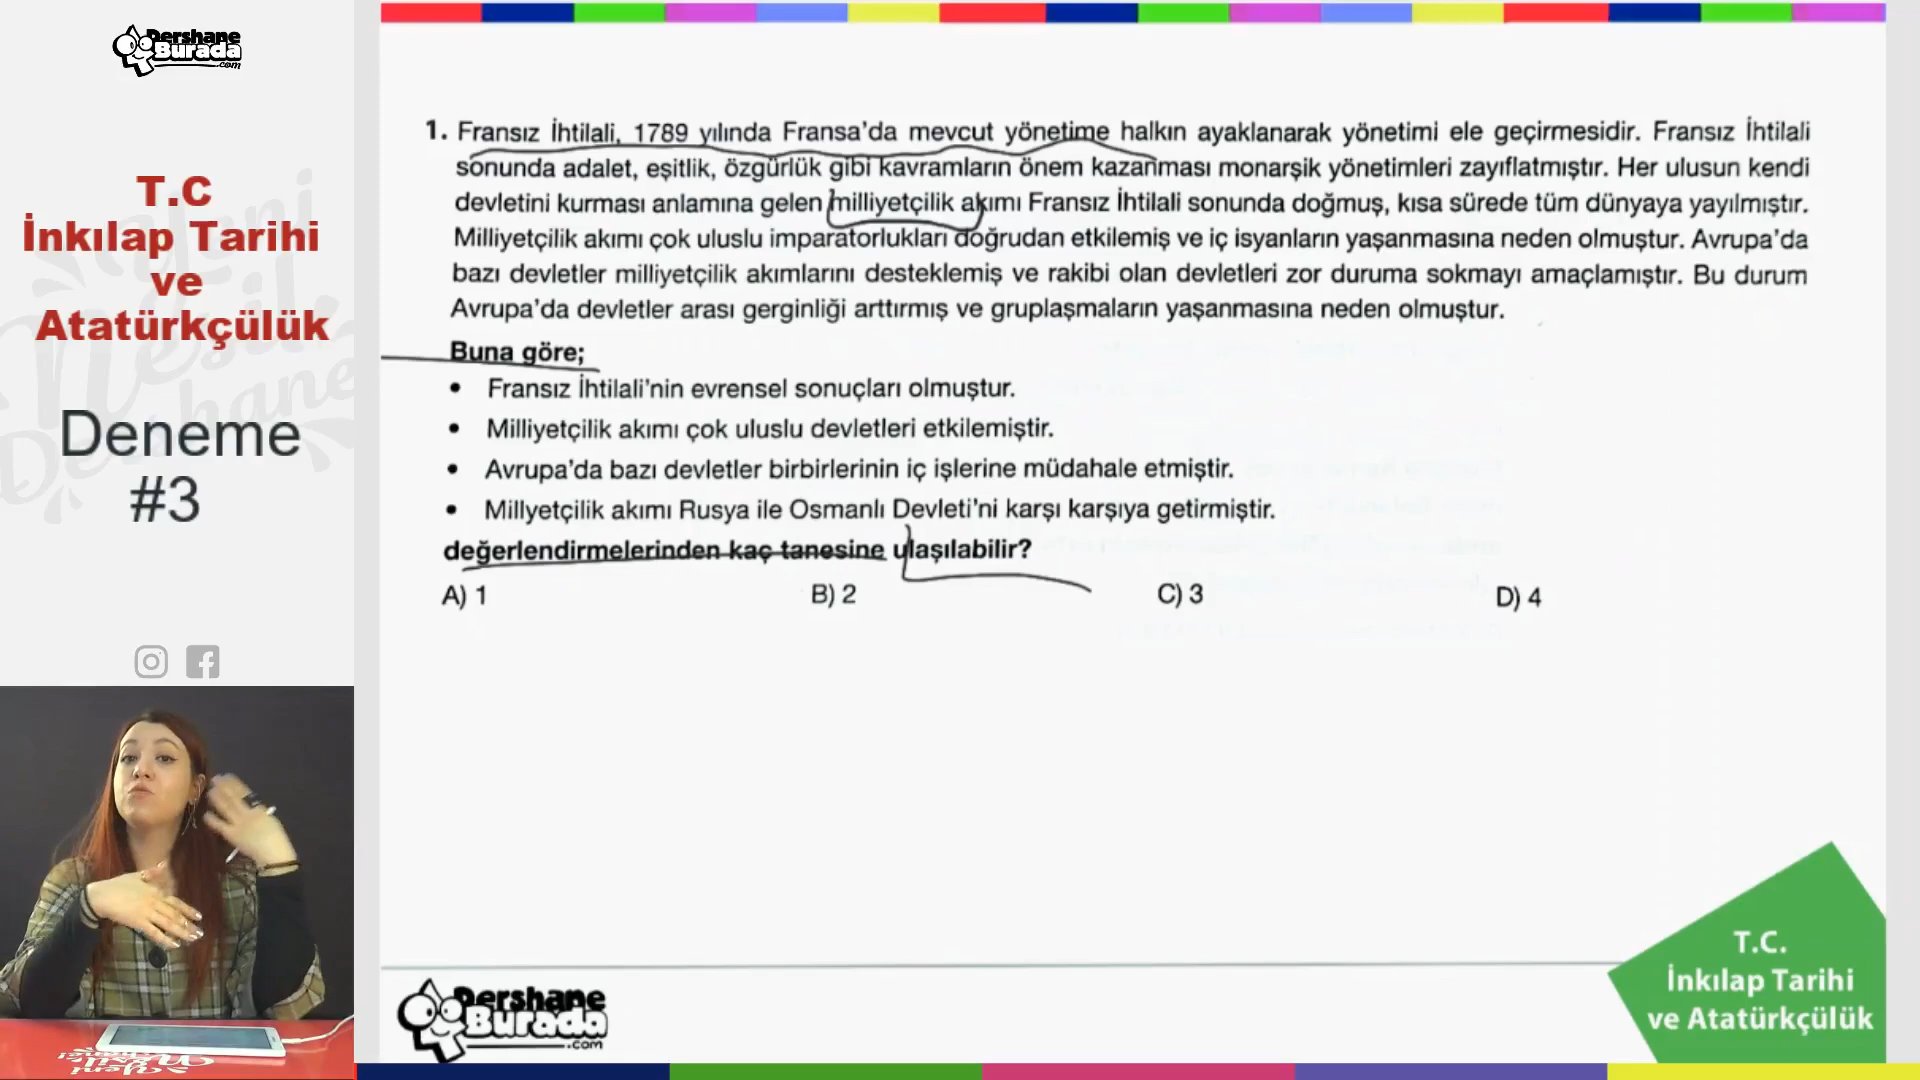 Dershane
Burada
.com
T.C
İnkılap Tarihi
ve
Atatürkçülük
Deneme
#3
1. Fransız İhtilali, 1789 yılında Fransa'da mevcut yönetime halkın ayaklanarak yönetimi ele geçirmesidir. Fransız İhtilali
sonunda adalet, eşitlik, özgürlük gibi kavramların önem kazanması monarşik yönetimleri zayıflatmıştır. Her ulusun kendi
devletini kurması anlamına gelen milliyetçilik akımı Fransız İhtilali sonunda doğmuş, kısa sürede tüm dünyaya yayılmıştır.
Milliyetçilik akımı çok uluslu imparatorlukları doğrudan etkilemiş ve iç isyanların yaşanmasına neden olmuştur. Avrupa'da
bazı devletler milliyetçilik akımlarını desteklemiş ve rakibi olan devletleri zor duruma sokmayı amaçlamıştır. Bu durum
Avrupa'da devletler arası gerginliği arttırmış ve gruplaşmaların yaşanmasına neden olmuştur.
Buna göre;
• Fransız İhtilali'nin evrensel sonuçları olmuştur.
• Milliyetçilik akımı çok uluslu devletleri etkilemiştir.
• Avrupa'da bazı devletler birbirlerinin iç işlerine müdahale etmiştir.
• Millyetçilik akımı Rusya ile Osmanlı Devleti'ni karşı karşıya getirmiştir.
değerlendirmelerinden kaç tanesine ulaşılabilir?
A) 1 B) 2 C) 3 D) 4
Dershane
Burada
.com
T.C.
İnkılap Tarihi
ve Atatürkçülük